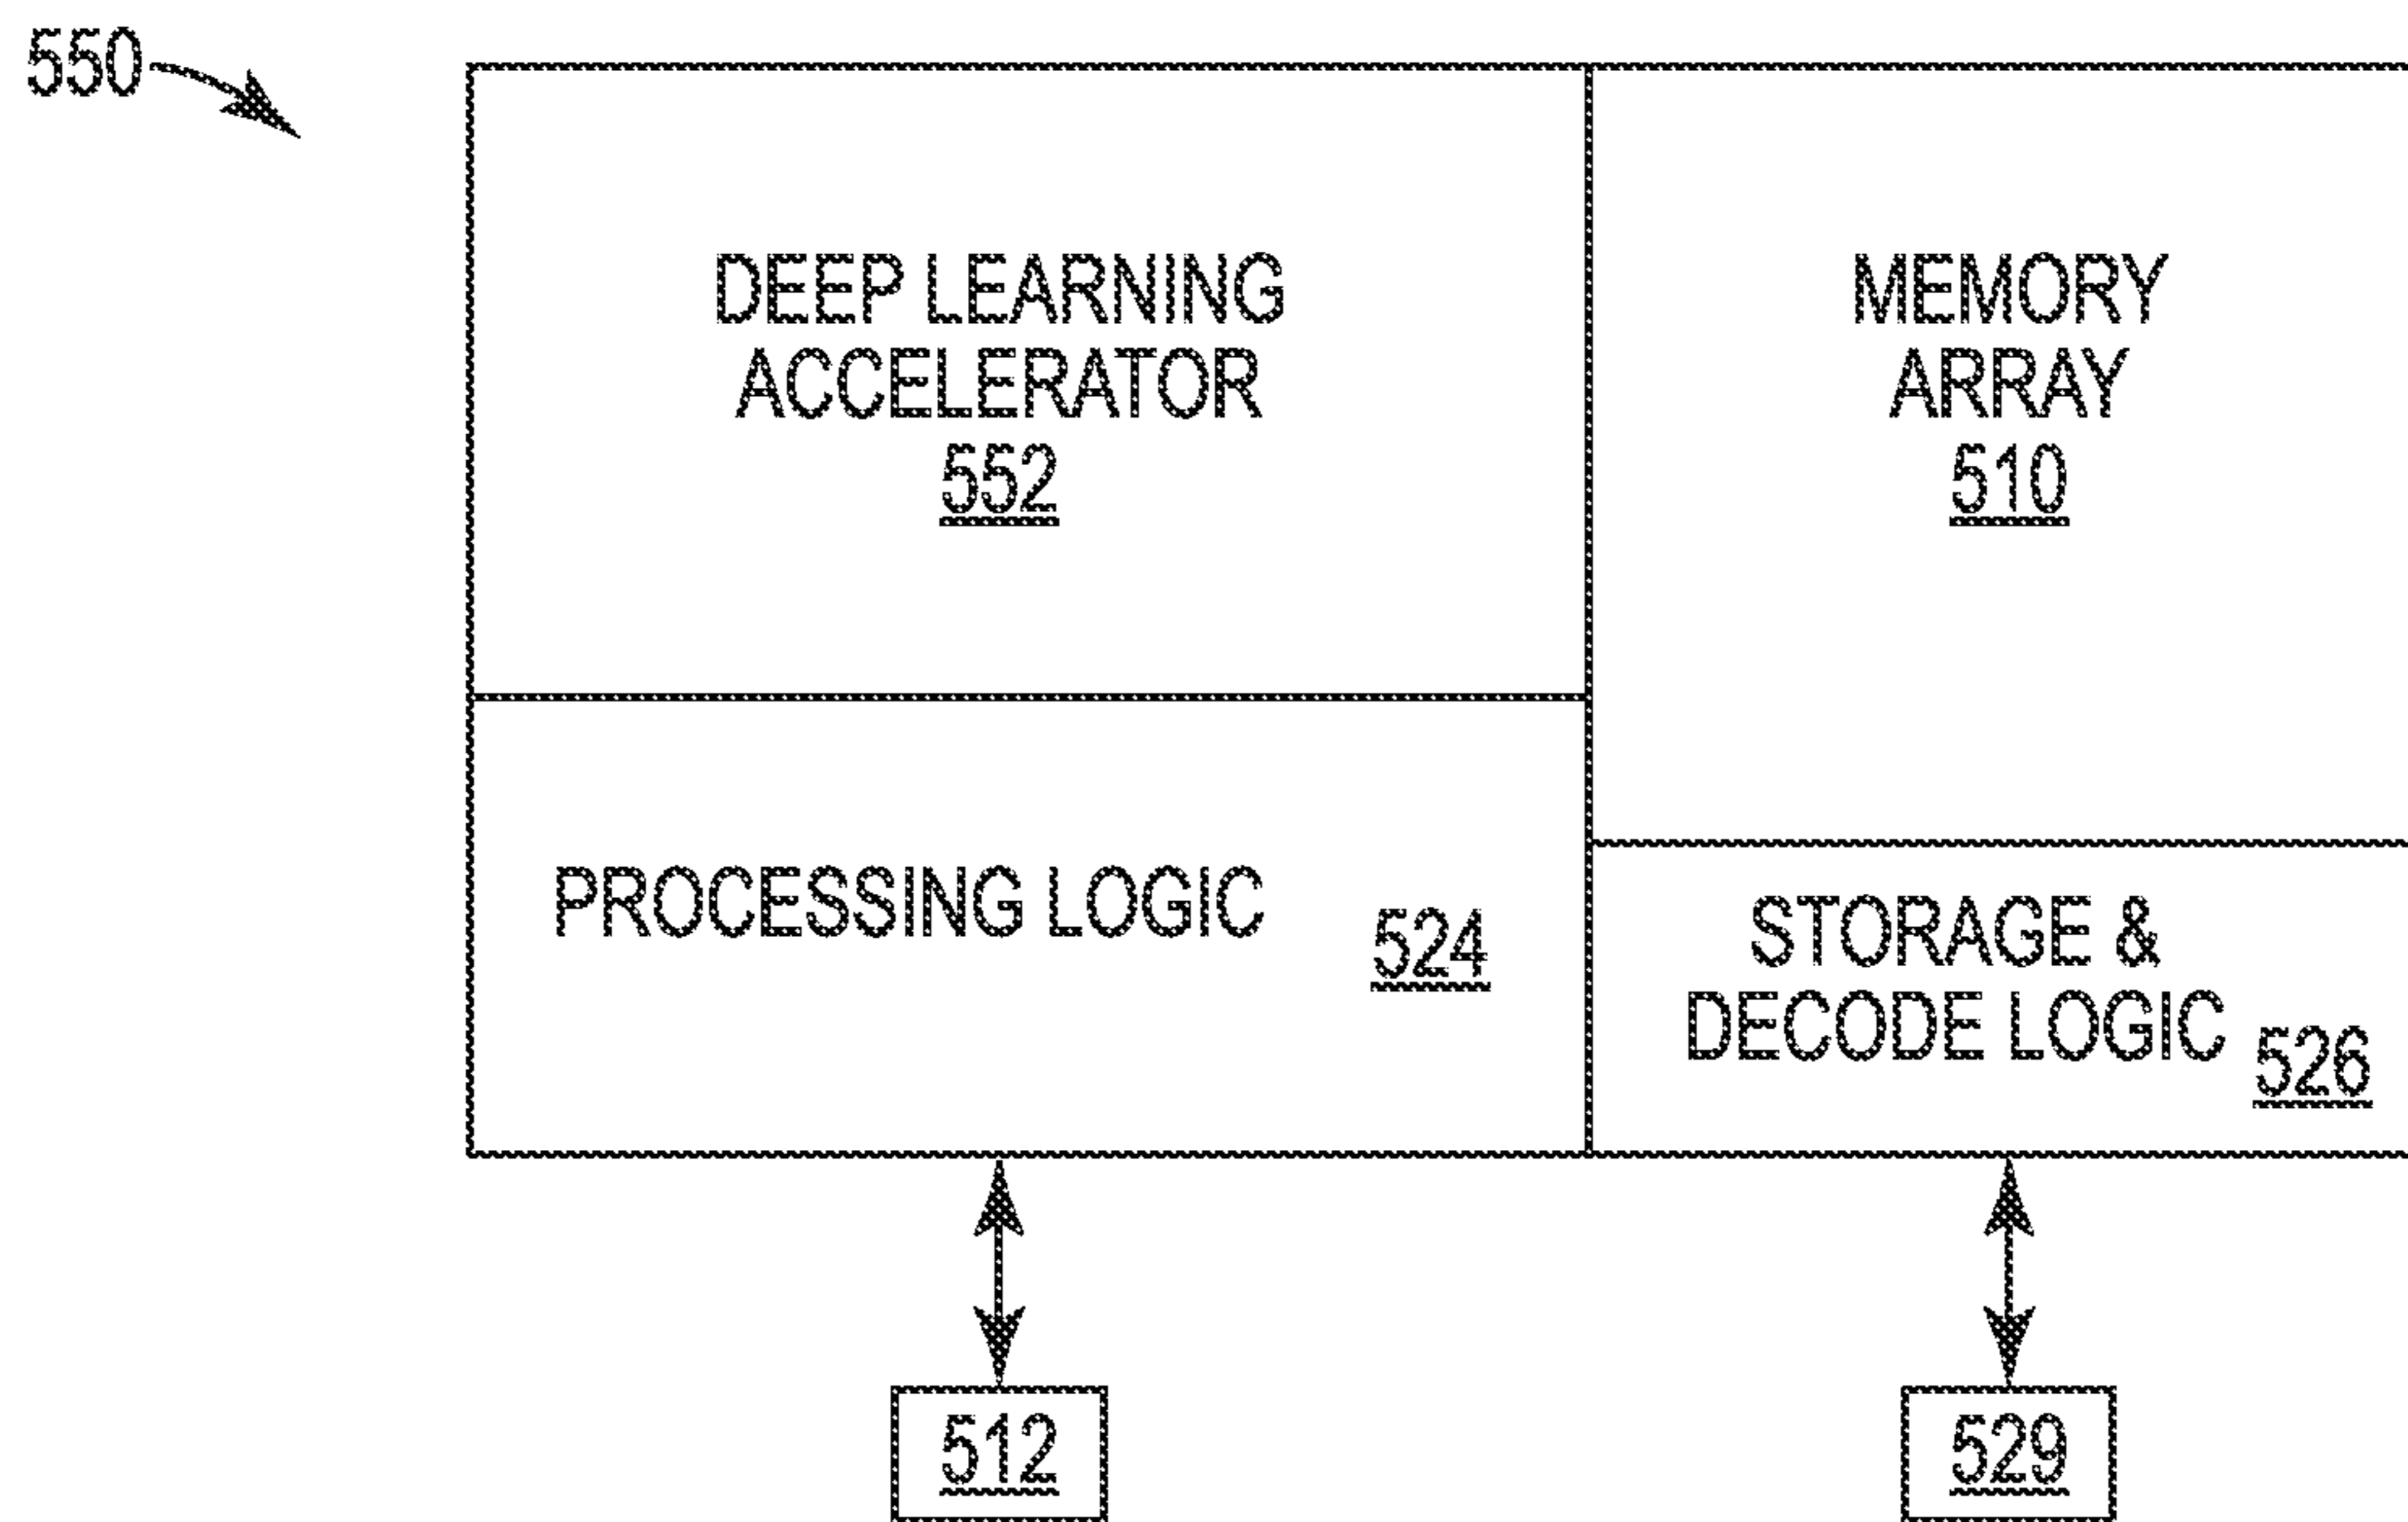 550
DEEP LEARNING
ACCELERATOR
552
MEMORY
ARRAY
510
PROCESSING LOGIC
524
STORAGE &
DECODE LOGIC
526
512
529